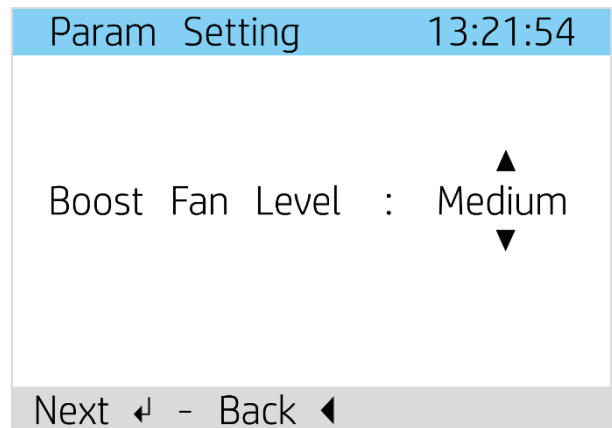 Param Setting 13:21:54
▲
Boost Fan Level : Medium
▼
Next ↲ - Back ◀